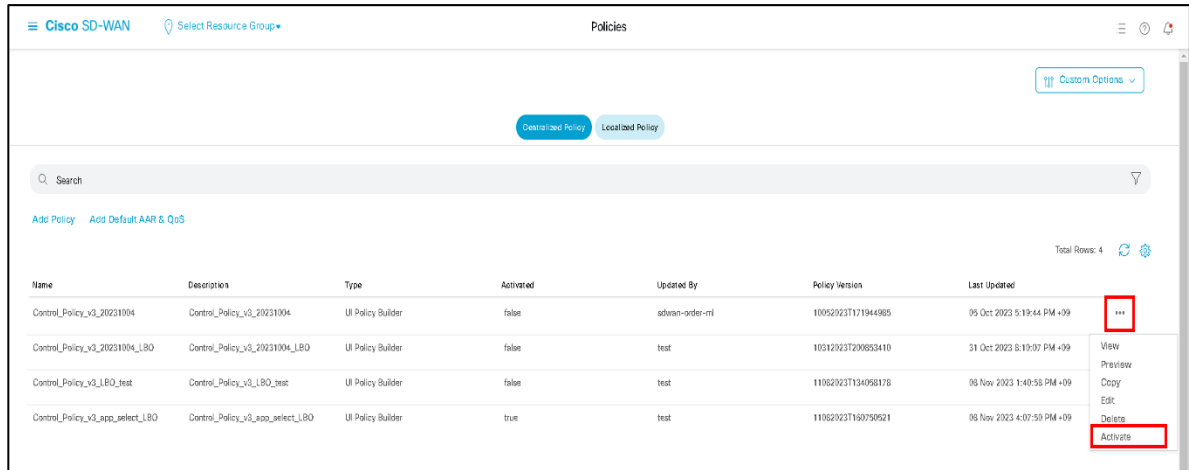 Cisco SD-WAN Select Resource Group▾ Policies
Custom Options
Centralized Policy Localized Policy
Search
Add Policy Add Default AAR & QoS
Total Rows: 4
Name Description Type Activated Updated By Policy Version Last Updated
Control_Policy_v3_20231004 Control_Policy_v3_20231004 UI Policy Builder false sdwan-order-ml 10052023T171944985 05 Oct 2023 5:19:44 PM +09 •••
Control_Policy_v3_20231004_LBO Control_Policy_v3_20231004_LBO UI Policy Builder false test 10312023T200853410 31 Oct 2023 8:10:07 PM +09
Control_Policy_v3_LBO_test Control_Policy_v3_LBO_test UI Policy Builder false test 11082023T134058178 08 Nov 2023 1:40:58 PM +09
Control_Policy_v3_app_select_LBO Control_Policy_v3_app_select_LBO UI Policy Builder true test 11082023T160750521 08 Nov 2023 4:07:50 PM +09
View
Preview
Copy
Edit
Delete
Activate